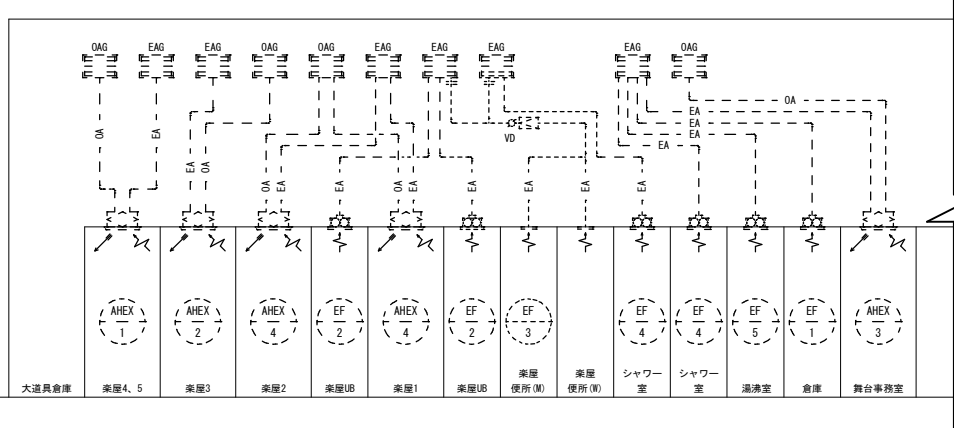 OAG EAG EAG OAG OAG EAG EAG EAG EAG OAG
OA
EA
EA
VD
EA
EA
OA EA EA OA OA EA EA OA EA EA EA EA EA EA
AHEX AHEX AHEX EF AHEX EF EF EF EF EF EF AHEX
1 2 4 2 4 2 3 4 4 5 1 3
楽屋 楽屋 シャワー シャワー
大道具倉庫 楽屋4、5 楽屋3 楽屋2 楽屋UB 楽屋1 楽屋UB 便所(M) 便所(W) 室 室 湯沸室 倉庫 舞台事務室